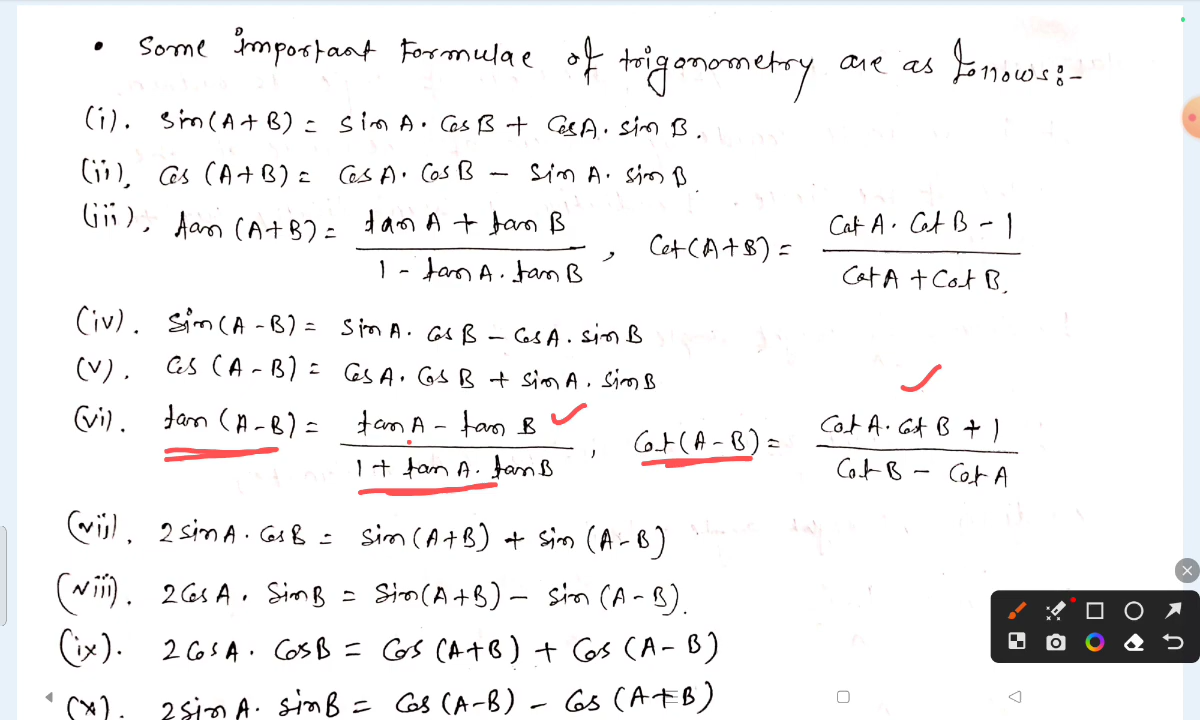 • Some important Formulae of trigonometry are as follows:-
(i). Sin(A+B) = sin A. Cos B + Cos A. sin B.
(ii), Cos (A+B) = Cos A. Cos B - Sin A. sin B
(iii), tan (A+B) = tan A + tan B / 1 - tan A. tan B , Cot(A+B) = Cot A. Cot B - 1 / Cot A + Cot B.
(iv). Sin(A-B) = Sin A. Cos B - Cos A. sin B
(v). Cos (A-B) = Cos A. Cos B + sin A. sin B
(vi). tan (A-B) = tan A - tan B / 1 + tan A. tan B , Cot(A-B) = Cot A. Cot B + 1 / Cot B - Cot A
(vii). 2 sin A. Cos B = Sin(A+B) + Sin (A-B)
(viii). 2 Cos A. Sin B = Sin(A+B) - Sin (A-B).
(ix). 2 Cos A. Cos B = Cos (A+B) + Cos (A-B)
(x). 2 sin A. sin B = Cos (A-B) - Cos (A+B)